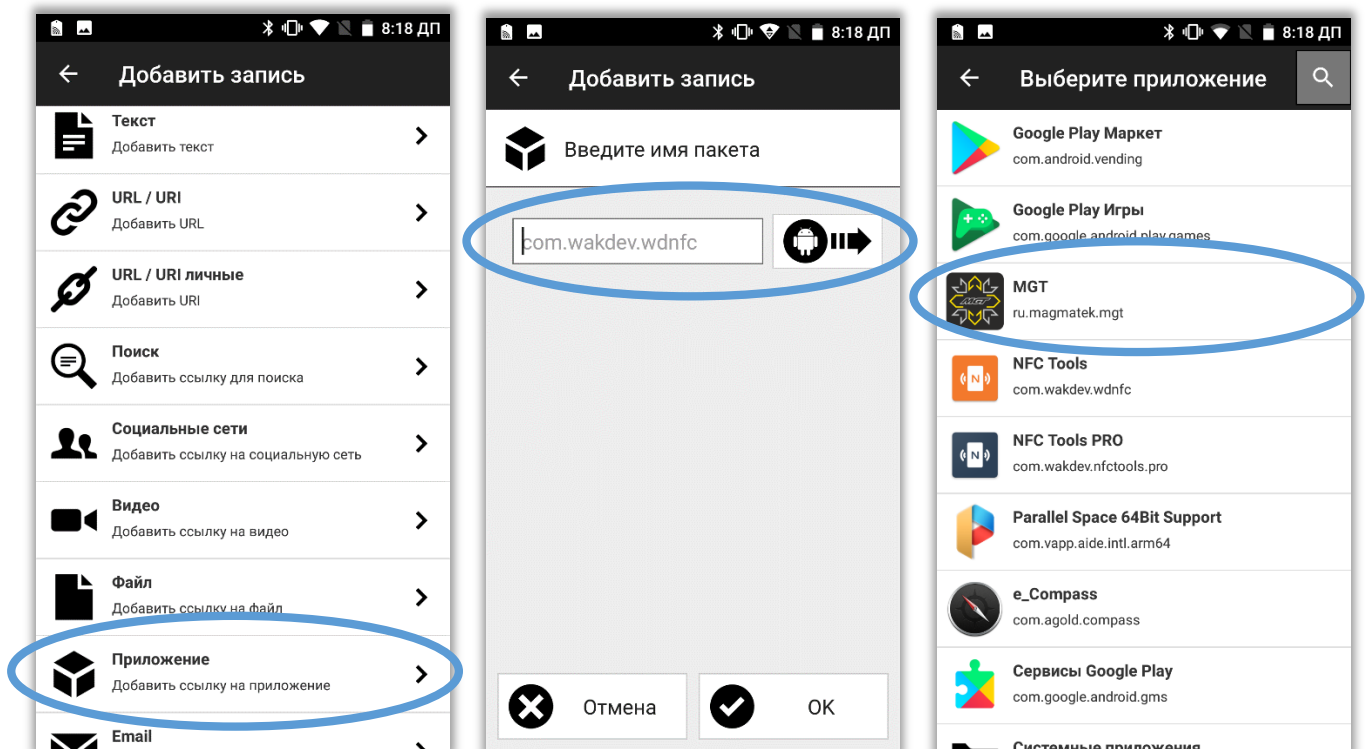 8:18 ДП
Добавить запись
Текст
Добавить текст
URL / URI
Добавить URL
URL / URI личные
Добавить URI
Поиск
Добавить ссылку для поиска
Социальные сети
Добавить ссылку на социальную сеть
Видео
Добавить ссылку на видео
Файл
Добавить ссылку на файл
Приложение
Добавить ссылку на приложение
Email
8:18 ДП
Добавить запись
Введите имя пакета
com.wakdev.wdnfc
Отмена
OK
8:18 ДП
Выберите приложение
Google Play Маркет
com.android.vending
Google Play Игры
com.google.android.play.games
MGT
MGT
ru.magmatek.mgt
NFC Tools
com.wakdev.wdnfc
N
NFC Tools PRO
com.wakdev.nfctools.pro
N
Parallel Space 64Bit Support
com.vapp.aide.intl.arm64
e_Compass
com.agold.compass
Сервисы Google Play
com.google.android.gms
Системные приложения